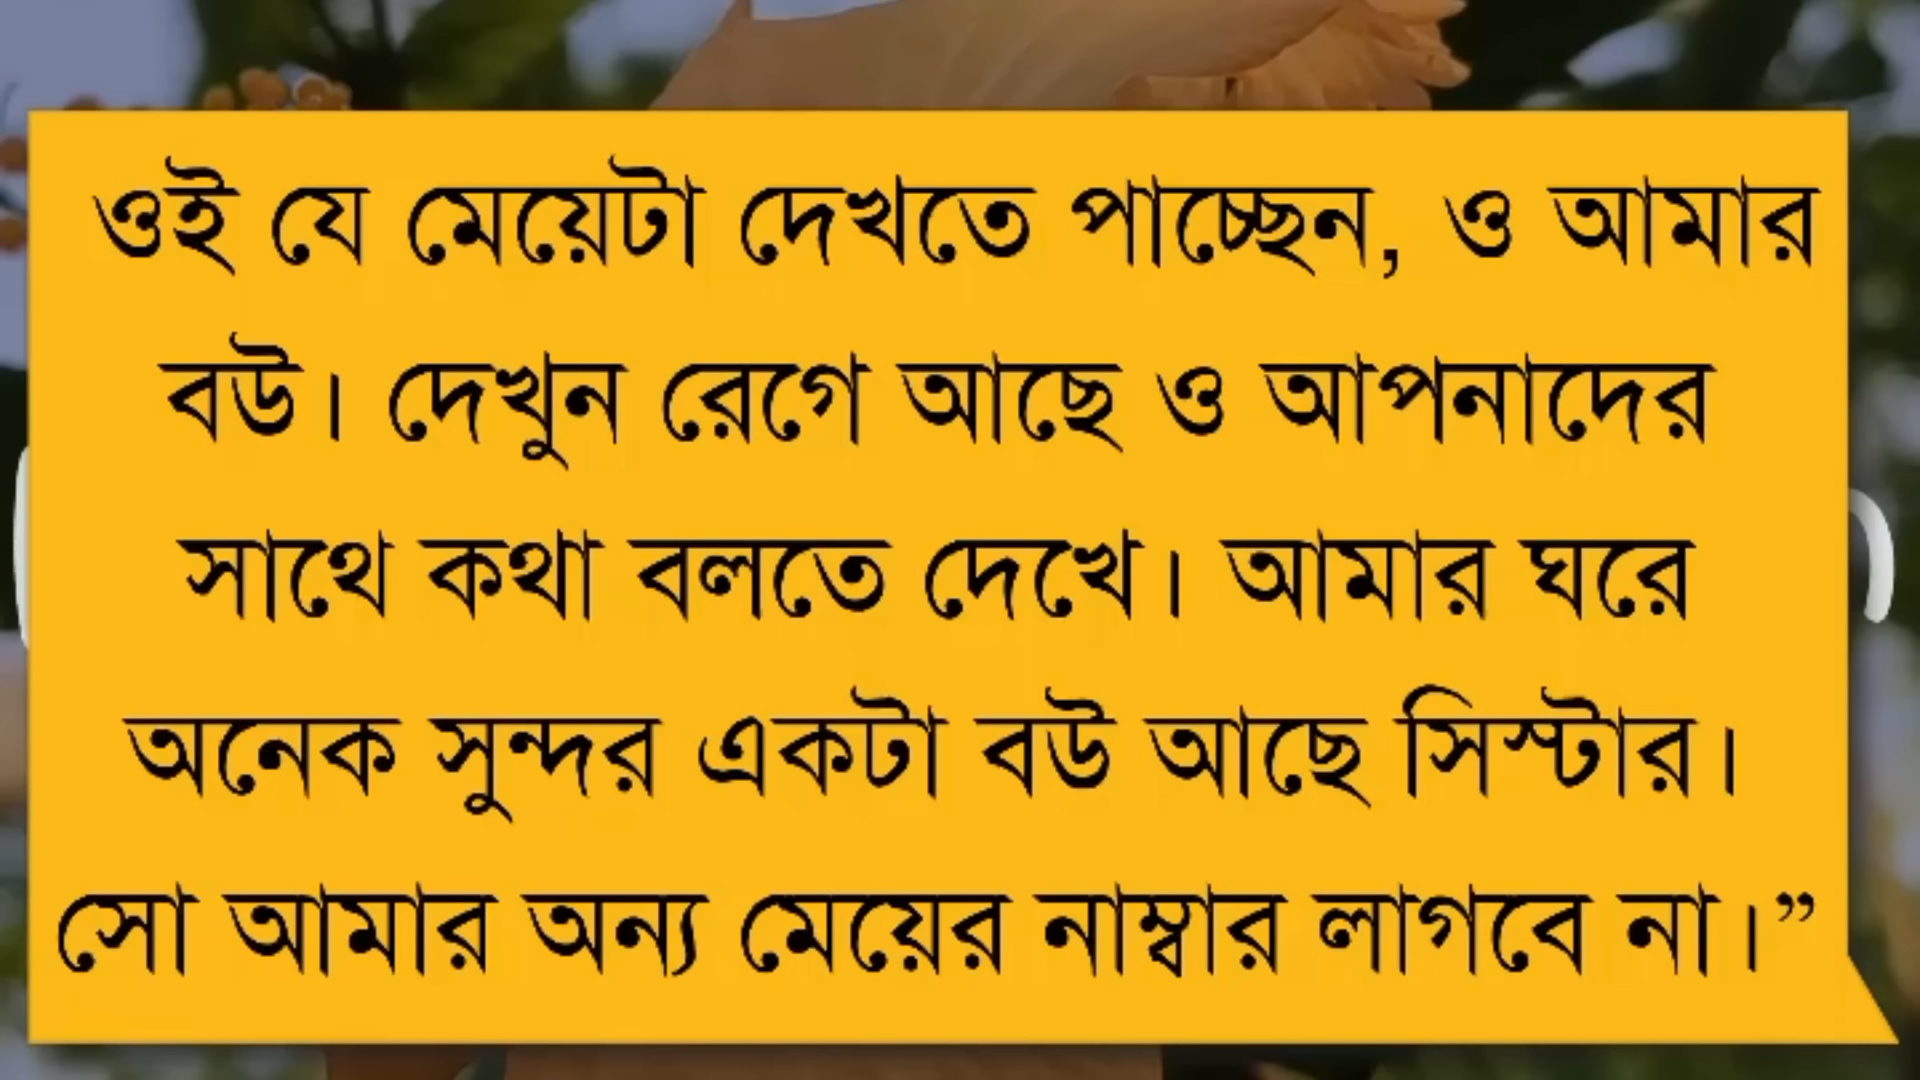 ওই যে মেয়েটা দেখতে পাচ্ছেন, ও আমার
বউ। দেখুন রেগে আছে ও আপনাদের
সাথে কথা বলতে দেখে। আমার ঘরে
অনেক সুন্দর একটা বউ আছে সিস্টার।
সো আমার অন্য মেয়ের নাম্বার লাগবে না।”